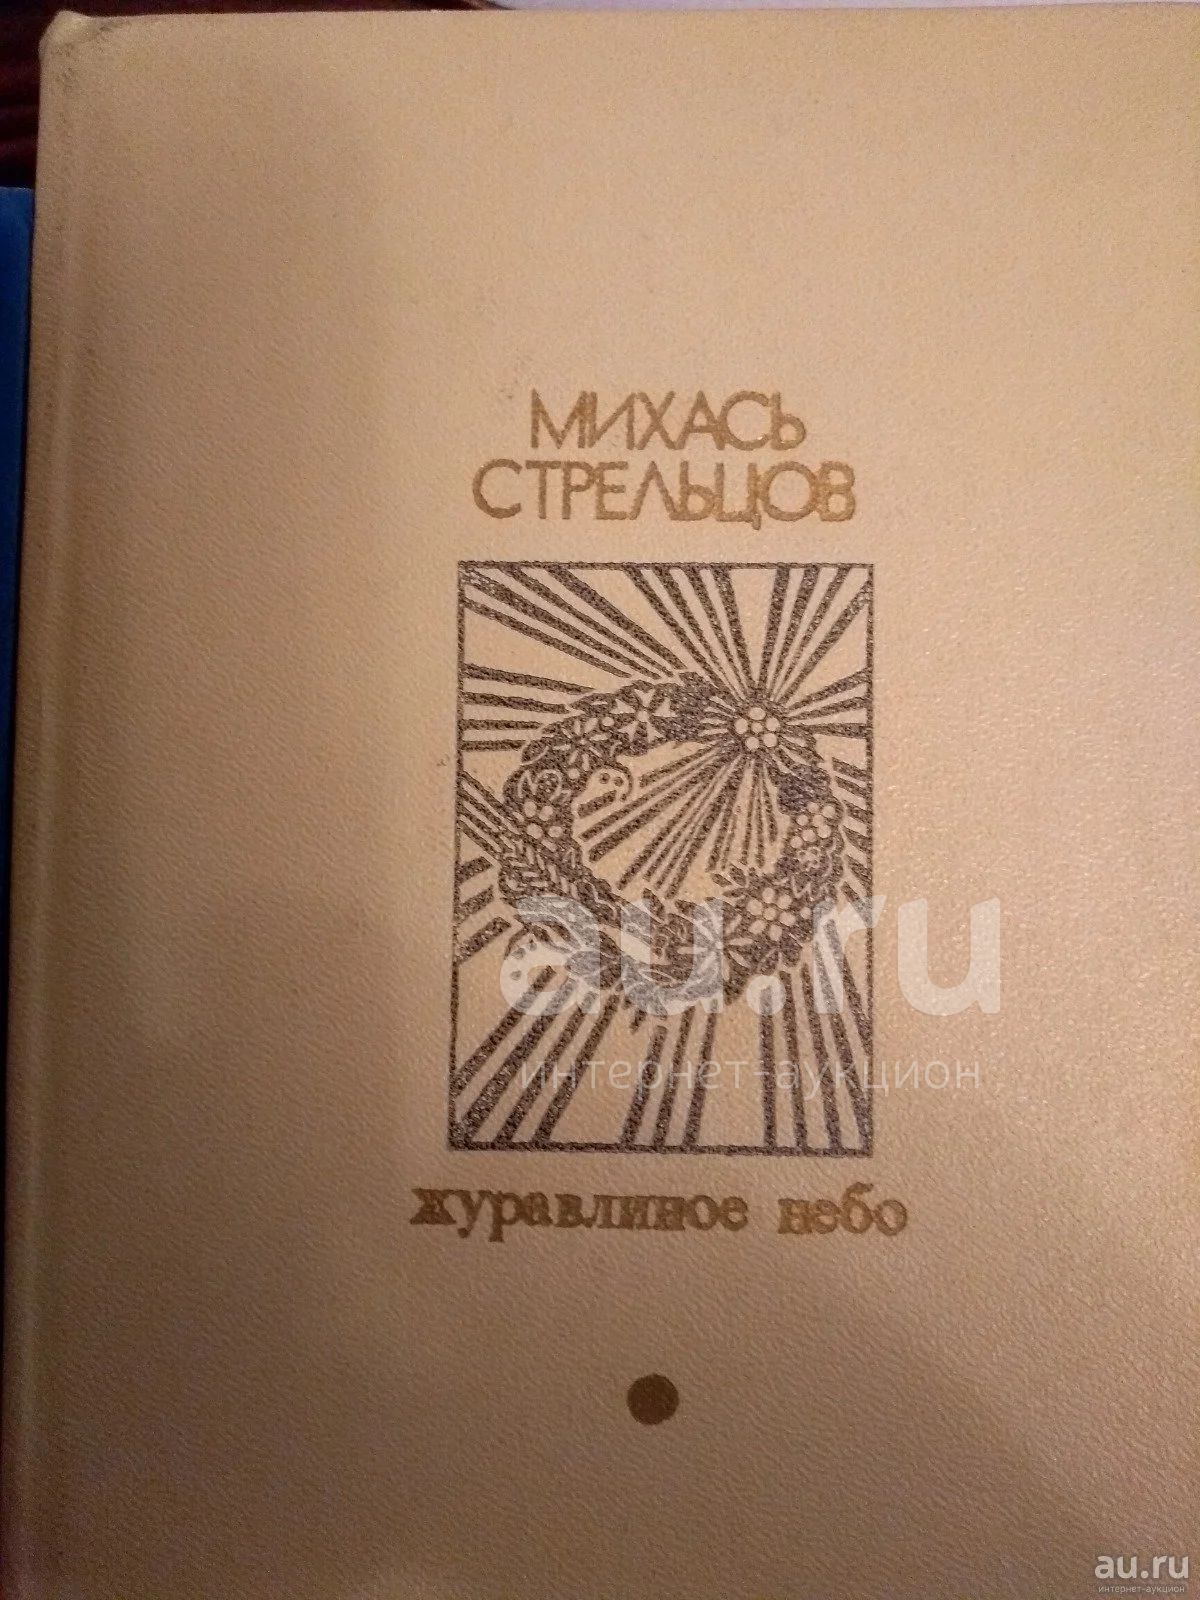 МИХАСЬ
СТРЕЛЬЦОВ
au.ru
интернет-аукцион
журавлиное небо
au.ru
интернет-аукцион